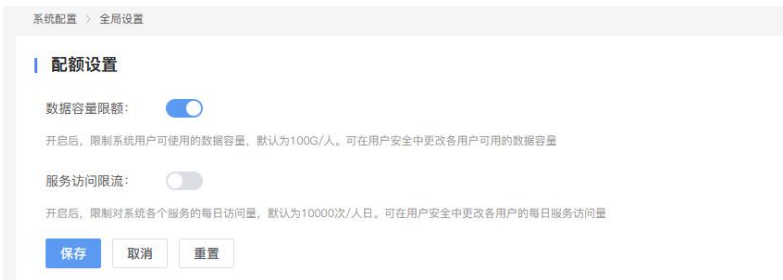 系统配置 > 全局设置
配额设置
数据容量限额：
开启后，限制系统用户可使用的数据容量，默认为100G/人。可在用户安全中更改各用户可用的数据容量
服务访问限流：
开启后，限制对系统各个服务的每日访问量，默认为10000次/人日。可在用户安全中更改各用户的每日服务访问量
保存 取消 重置